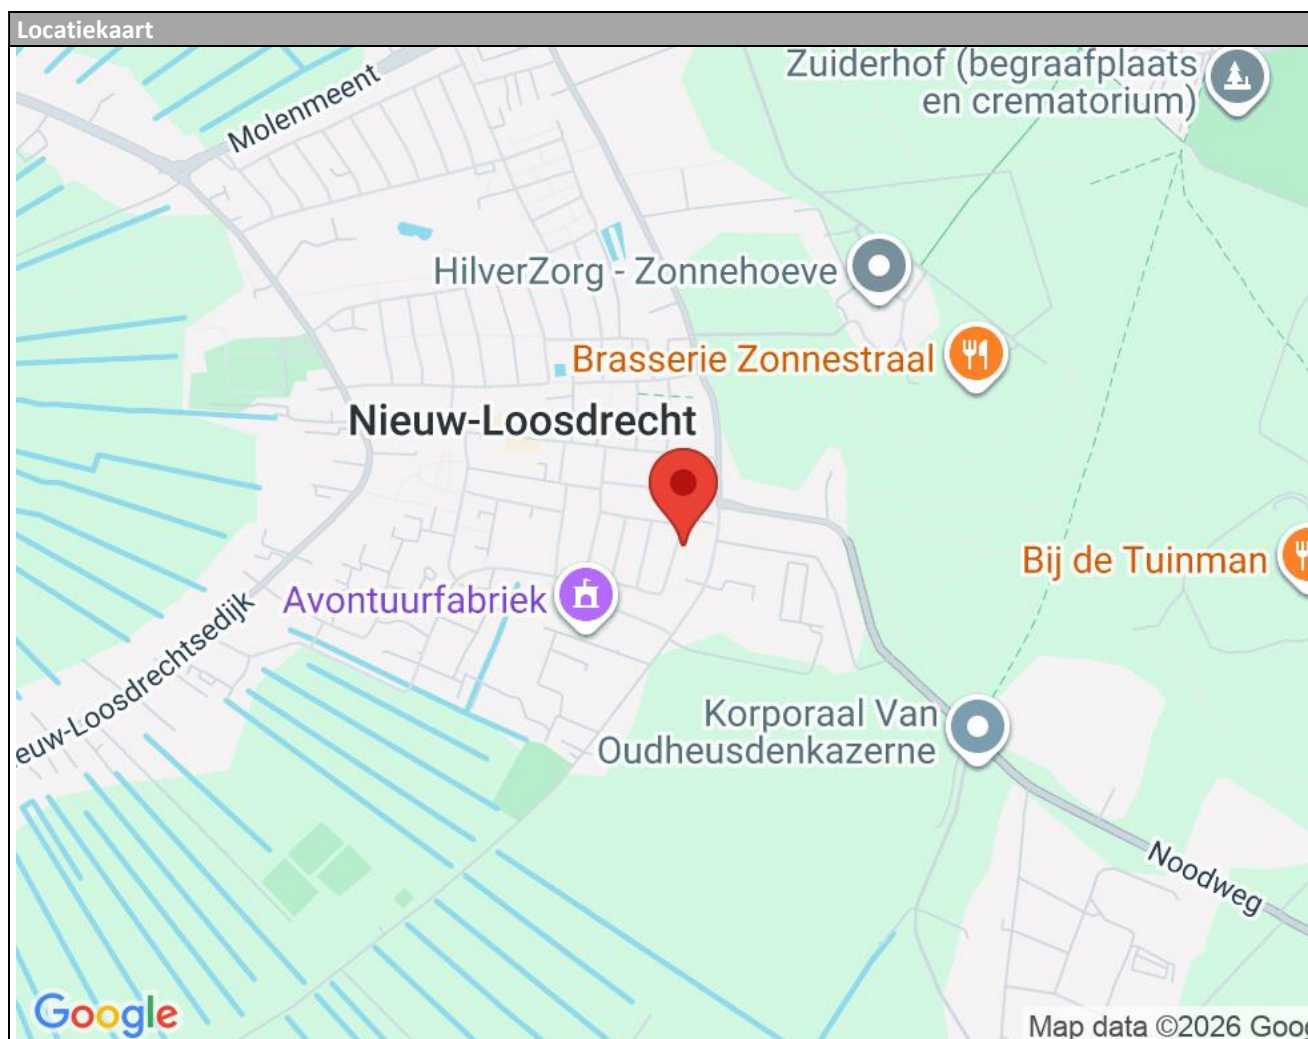 Locatiekaart
Zuiderhof (begraafplaats
en crematorium)
Molenmeent
HilverZorg - Zonnehoeve
Brasserie Zonnestraal
Nieuw-Loosdrecht
Bij de Tuinman
Avontuurfabriek
euw-Loosdrechtsedijk
Korporaal Van
Oudheusdenkazerne
Noodweg
Google
Map data ©2026 Goo